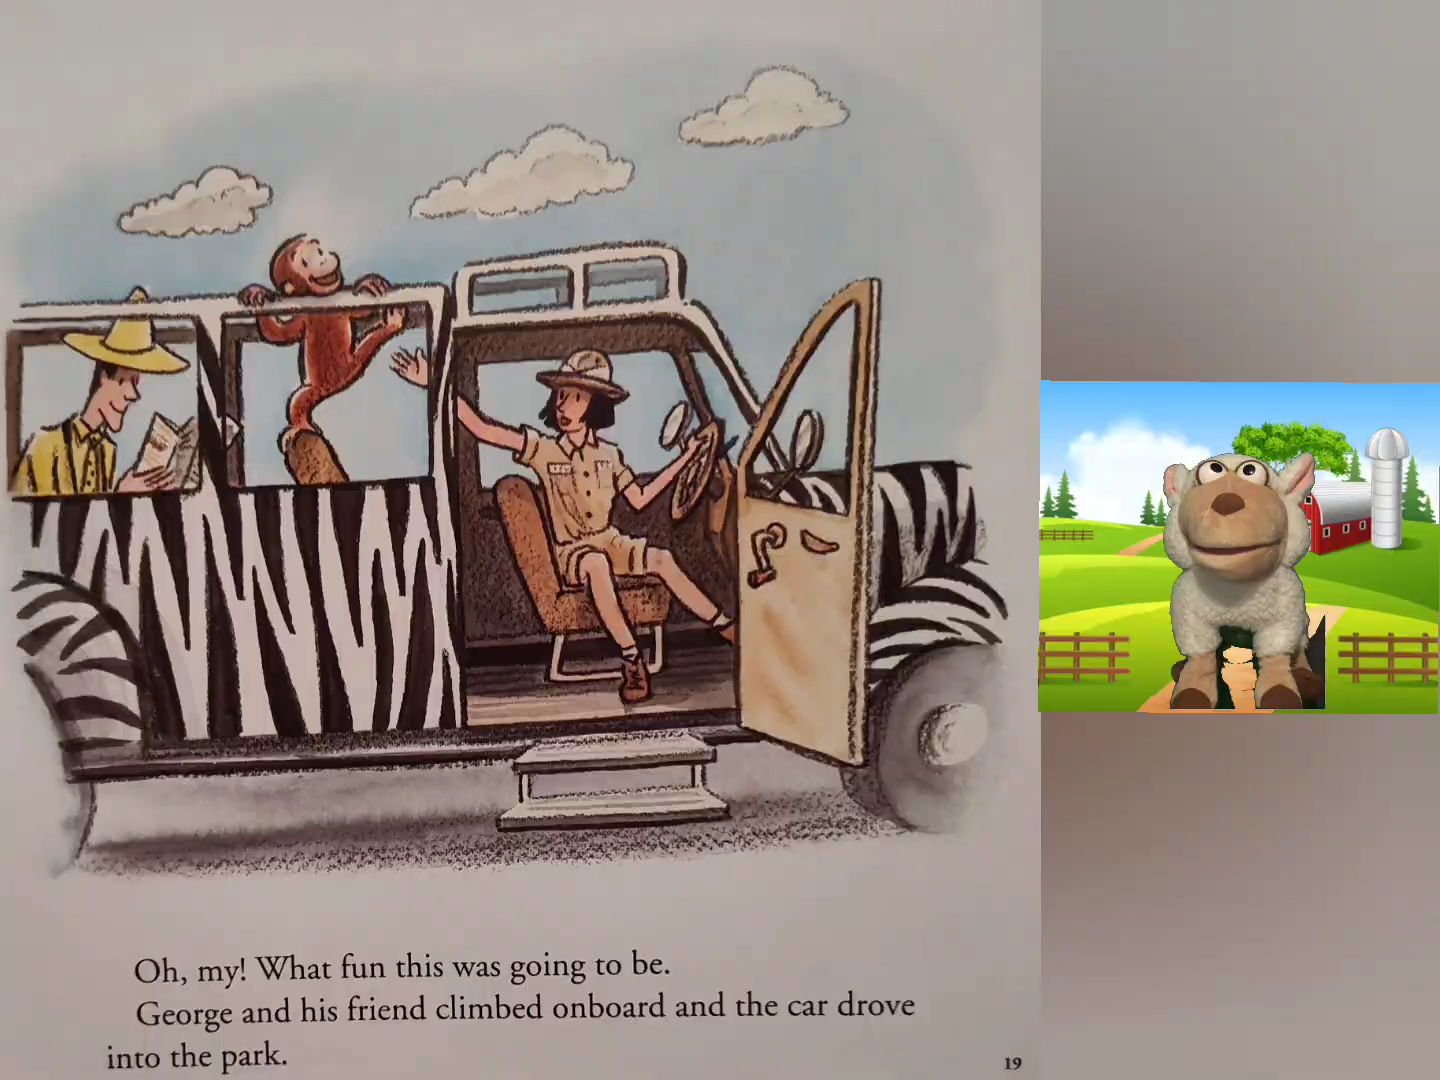 Oh, my! What fun this was going to be.
George and his friend climbed onboard and the car drove
into the park.
19